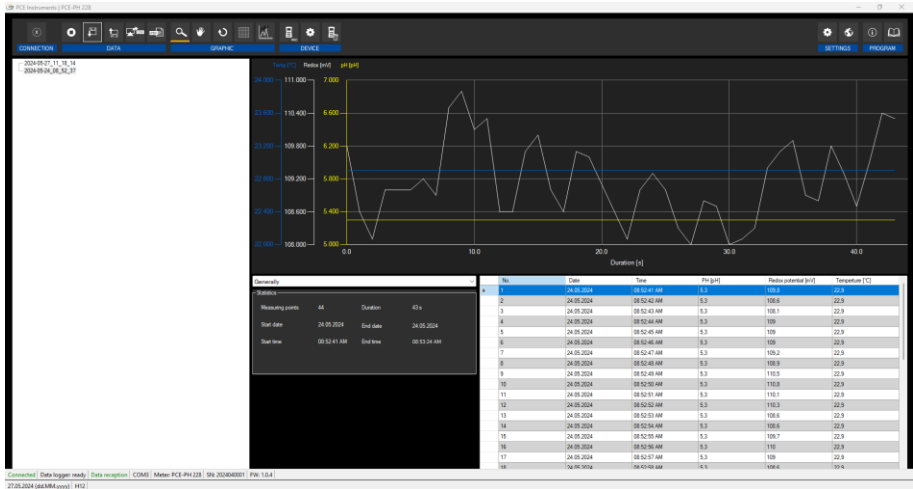 PCE Instruments | PCE-PH 228
CONNECTION DATA GRAPHIC DEVICE SETTINGS PROGRAM
2024-05-27_11_18_14
2024-05-24_08_52_37
Temp [°C] Redox [mV] pH [pH]
24.000 111.000 7.000
23.600 110.400 6.600
23.200 109.800 6.200
22.800 109.200 5.800
22.400 108.600 5.400
22.000 108.000 5.000
0.0 10.0 20.0 30.0 40.0
Duration [s]
Generally
Statistics
Measuring points 44 Duration 43 s
Start date 24.05.2024 End date 24.05.2024
Start time 08:52:41 AM End time 08:53:24 AM
No. Date Time PH [pH] Redox potential [mV] Temperture [°C]
1 24.05.2024 08:52:41 AM 5.3 109,8 22,9
2 24.05.2024 08:52:42 AM 5.3 108,6 22,9
3 24.05.2024 08:52:43 AM 5.3 108,1 22,9
4 24.05.2024 08:52:44 AM 5.3 109 22,9
5 24.05.2024 08:52:45 AM 5.3 109 22,9
6 24.05.2024 08:52:46 AM 5.3 109 22,9
7 24.05.2024 08:52:47 AM 5.3 109,2 22,9
8 24.05.2024 08:52:48 AM 5.3 108,9 22,9
9 24.05.2024 08:52:49 AM 5.3 110,5 22,9
10 24.05.2024 08:52:50 AM 5.3 110,8 22,9
11 24.05.2024 08:52:51 AM 5.3 110,1 22,9
12 24.05.2024 08:52:52 AM 5.3 110,3 22,9
13 24.05.2024 08:52:53 AM 5.3 108,6 22,9
14 24.05.2024 08:52:54 AM 5.3 108,6 22,9
15 24.05.2024 08:52:55 AM 5.3 109,7 22,9
16 24.05.2024 08:52:56 AM 5.3 110 22,9
17 24.05.2024 08:52:57 AM 5.3 109 22,9
18 24.05.2024 08:52:58 AM 5.3 108,6 22,9
Connected Data logger: ready Data reception COM3 Meter: PCE-PH 228 SN: 2024040001 FW: 1.0.4
27.05.2024 (dd.MM.yyyy) H12